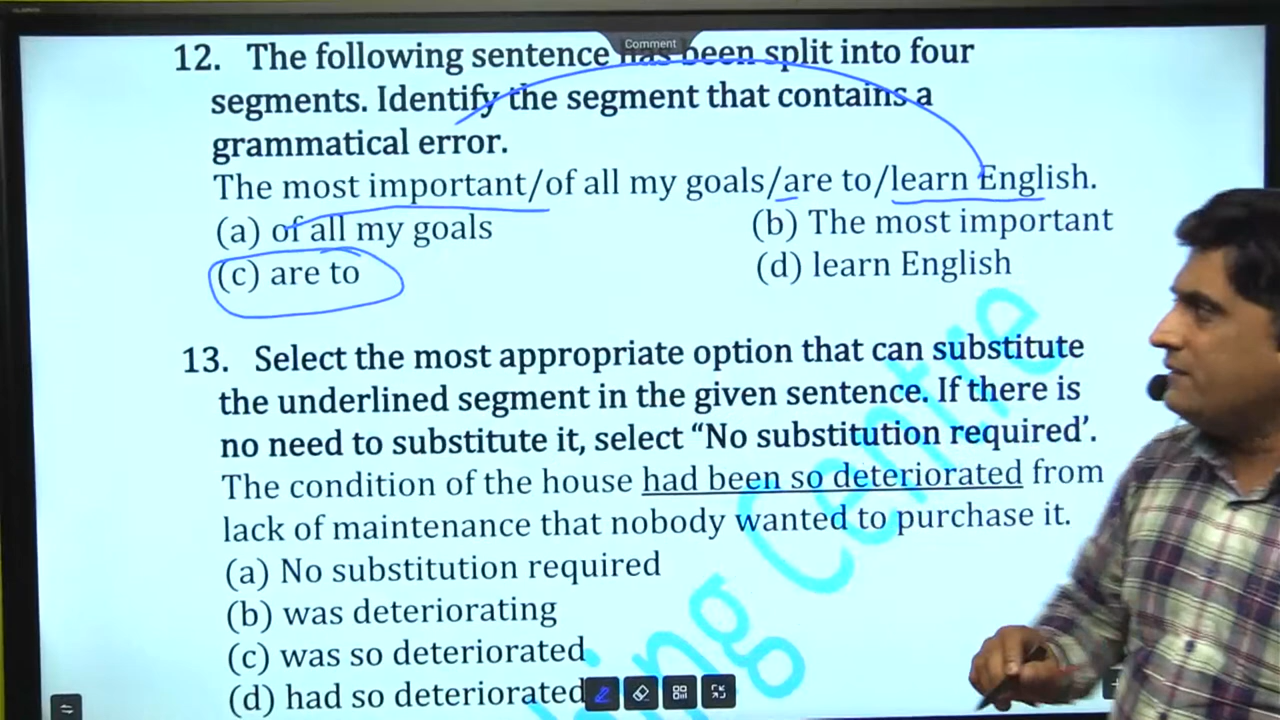 Comment
12. The following sentence has been split into four
segments. Identify the segment that contains a
grammatical error.
The most important/of all my goals/are to/learn English.
(a) of all my goals (b) The most important
(c) are to (d) learn English
13. Select the most appropriate option that can substitute
the underlined segment in the given sentence. If there is
no need to substitute it, select “No substitution required’.
The condition of the house had been so deteriorated from
lack of maintenance that nobody wanted to purchase it.
(a) No substitution required
(b) was deteriorating
(c) was so deteriorated
(d) had so deteriorated
Centre